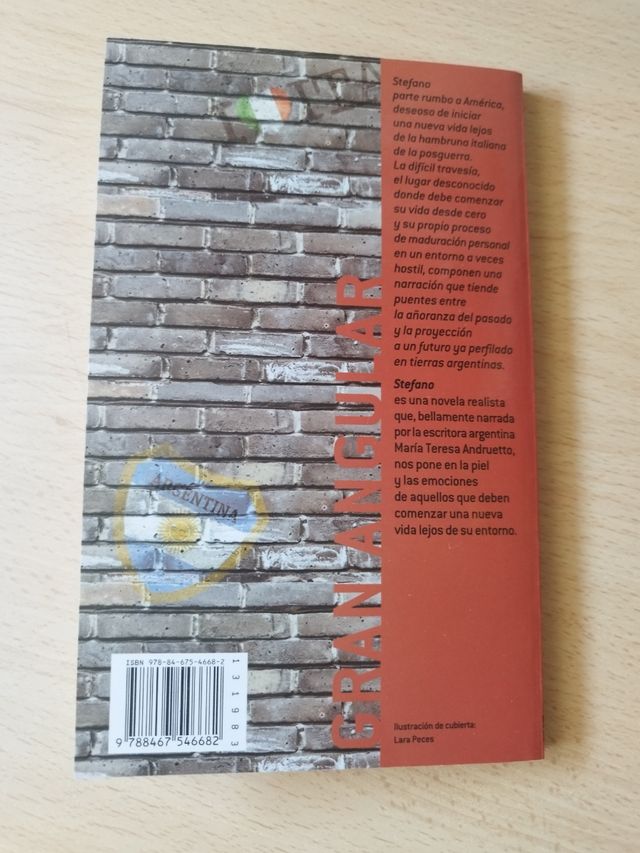 Stefano
parte rumbo a América,
deseoso de iniciar
una nueva vida lejos
de la hambruna italiana
de la posguerra.
La difícil travesía,
el lugar desconocido
donde debe comenzar
su vida desde cero
y su propio proceso
de maduración personal
en un entorno a veces
hostil, componen una
narración que tiende
puentes entre
la añoranza del pasado
y la proyección
a un futuro ya perfilado
en tierras argentinas.
Stefano
es una novela realista
que, bellamente narrada
por la escritora argentina
María Teresa Andruetto,
nos pone en la piel
y las emociones
de aquellos que deben
comenzar una nueva
vida lejos de su entorno.
GRAN ANGULAR
ARGENTINA
ISBN 978-84-675-4668-2
131983
9 788467 546682
Ilustración de cubierta:
Lara Peces